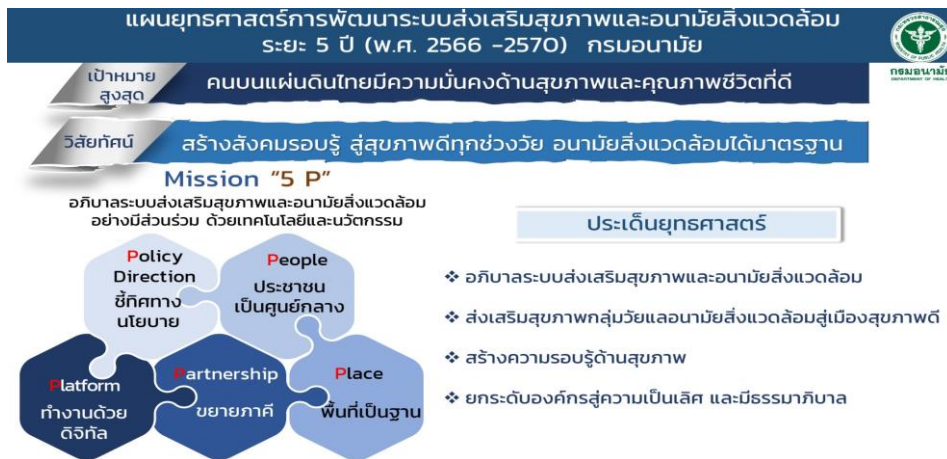 แผนยุทธศาสตร์การพัฒนาระบบส่งเสริมสุขภาพและอนามัยสิ่งแวดล้อม
ระยะ 5 ปี (พ.ศ. 2566 -2570) กรมอนามัย
กรมอนามัย
DEPARTMENT OF HEALTH
เป้าหมาย
สูงสุด
คนบนแผ่นดินไทยมีความมั่นคงด้านสุขภาพและคุณภาพชีวิตที่ดี
วิสัยทัศน์
สร้างสังคมรอบรู้ สู่สุขภาพดีทุกช่วงวัย อนามัยสิ่งแวดล้อมได้มาตรฐาน
Mission “5 P”
อภิบาลระบบส่งเสริมสุขภาพและอนามัยสิ่งแวดล้อม
อย่างมีส่วนร่วม ด้วยเทคโนโลยีและนวัตกรรม
Policy
Direction
ชี้ทิศทาง
นโยบาย
People
ประชาชน
เป็นศูนย์กลาง
Platform
ทำงานด้วย
ดิจิทัล
Partnership
ขยายภาคี
Place
พื้นที่เป็นฐาน
ประเด็นยุทธศาสตร์
❖ อภิบาลระบบส่งเสริมสุขภาพและอนามัยสิ่งแวดล้อม
❖ ส่งเสริมสุขภาพกลุ่มวัยแลอนามัยสิ่งแวดล้อมสู่เมืองสุขภาพดี
❖ สร้างความรอบรู้ด้านสุขภาพ
❖ ยกระดับองค์กรสู่ความเป็นเลิศ และมีธรรมาภิบาล